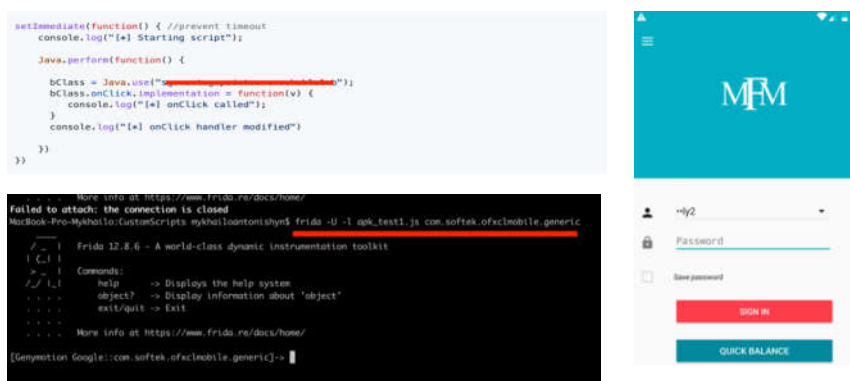 setImmediate(function() { //prevent timeout
console.log("[*] Starting script");
Java.perform(function() {
bClass = Java.use("s");
bClass.onClick.implementation = function(v) {
console.log("[*] onClick called");
}
console.log("[*] onClick handler modified")
})
})
. . . . More info at https://www.frida.re/docs/home/
Failed to attach: the connection is closed
MacBook-Pro-Mykhailo:CustomScripts mykhailoantonishyn$ frida -U -l apk_test1.js com.softek.ofxclmobile.generic
____
/ _ | Frida 12.8.6 - A world-class dynamic instrumentation toolkit
| (_| |
> _ | Commands:
/_/ |_| help -> Displays the help system
. . . . object? -> Display information about 'object'
. . . . exit/quit -> Exit
. . . .
. . . . More info at https://www.frida.re/docs/home/
[Genymotion Google::com.softek.ofxclmobile.generic]->
MFM
··ly2
Password
Save password
SIGN IN
QUICK BALANCE